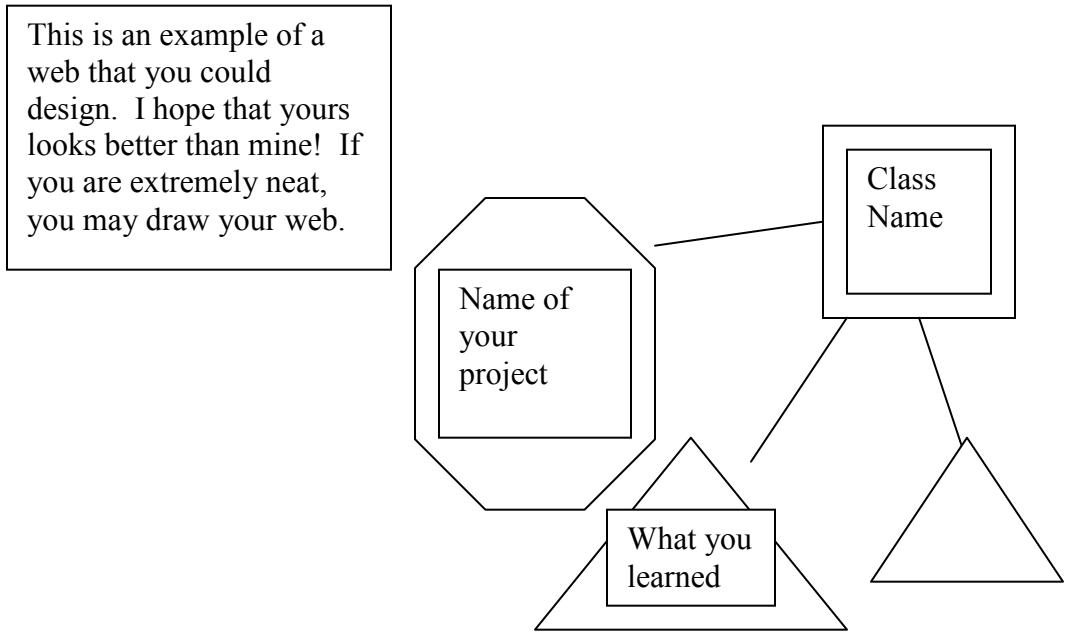 This is an example of a
web that you could
design.  I hope that yours
looks better than mine!  If
you are extremely neat,
you may draw your web.
Class
Name
Name of
your
project
What you
learned